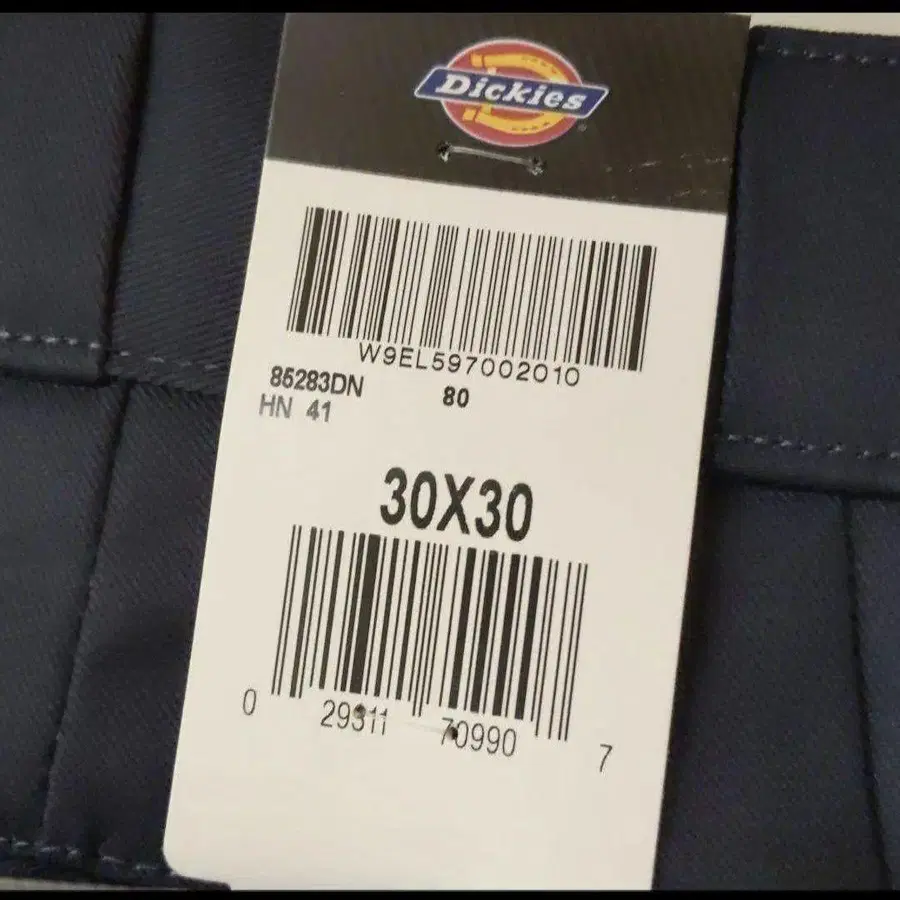 Dickies
W9EL597002010
85283DN
80
HN 41
30X30
0 29311 70990 7